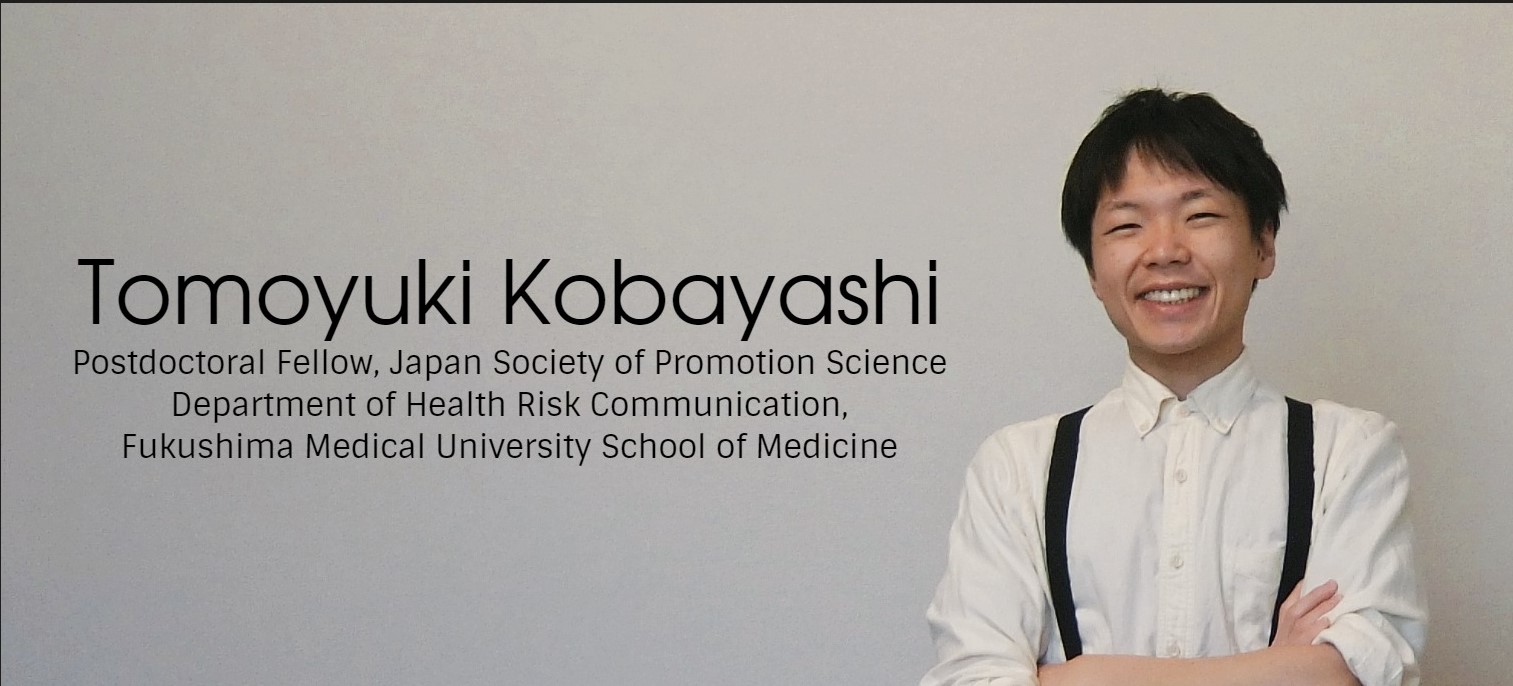 Tomoyuki Kobayashi
Postdoctoral Fellow, Japan Society of Promotion Science
Department of Health Risk Communication,
Fukushima Medical University School of Medicine